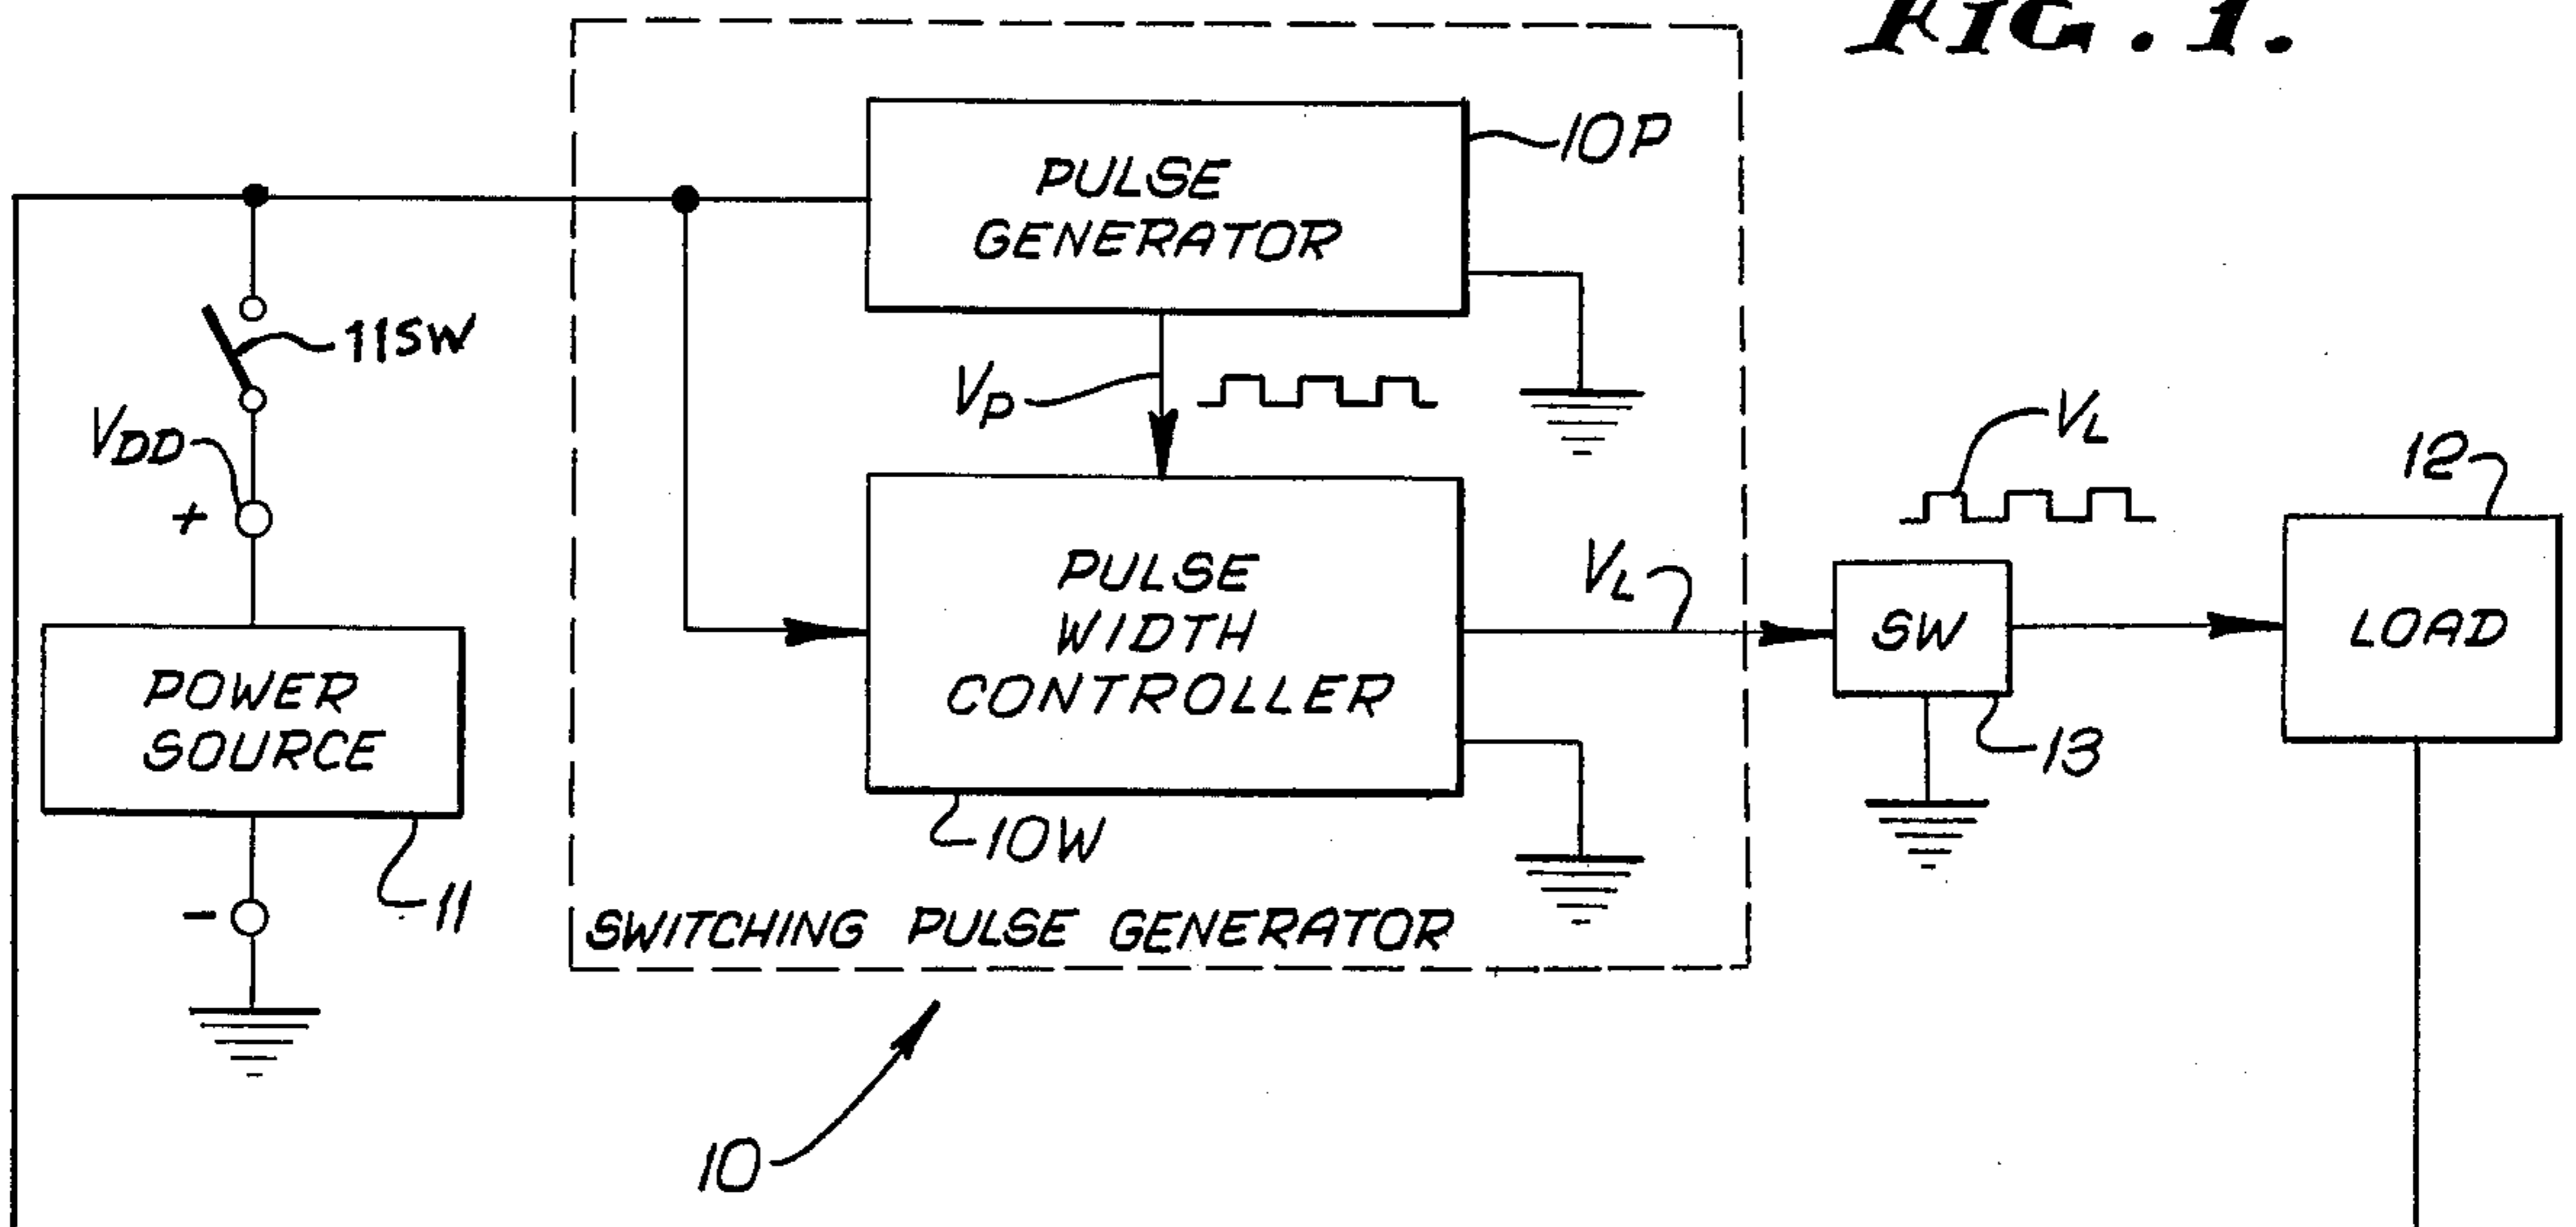 FIG. 1.
10P
PULSE
GENERATOR
11SW
VP
VDD
+
VL
12
PULSE
WIDTH
CONTROLLER
VL
SW
LOAD
POWER
SOURCE
13
10W
11
-
SWITCHING PULSE GENERATOR
10